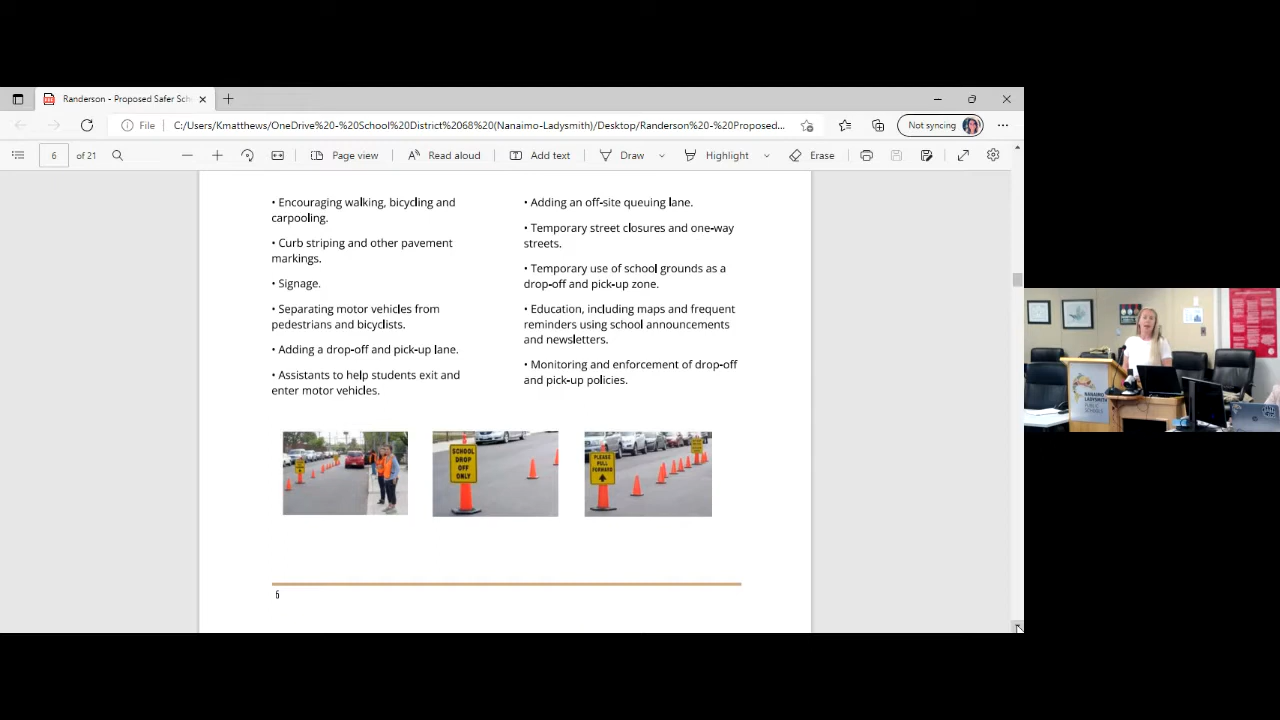 Randerson - Proposed Safer Sch
File
C:/Users/Kmatthews/OneDrive%20-%20School%20District%2068%20(Nanaimo-Ladysmith)/Desktop/Randerson%20-%20Proposed...
Not syncing
6 of 21
Page view
Read aloud
Add text
Draw
Highlight
Erase
• Encouraging walking, bicycling and
carpooling.
• Curb striping and other pavement
markings.
• Signage.
• Separating motor vehicles from
pedestrians and bicyclists.
• Adding a drop-off and pick-up lane.
• Assistants to help students exit and
enter motor vehicles.
• Adding an off-site queuing lane.
• Temporary street closures and one-way
streets.
• Temporary use of school grounds as a
drop-off and pick-up zone.
• Education, including maps and frequent
reminders using school announcements
and newsletters.
• Monitoring and enforcement of drop-off
and pick-up policies.
SCHOOL
DROP
OFF
ONLY
PLEASE
PULL
FORWARD
6
NANAIMO
LADYSMITH
PUBLIC
SCHOOLS